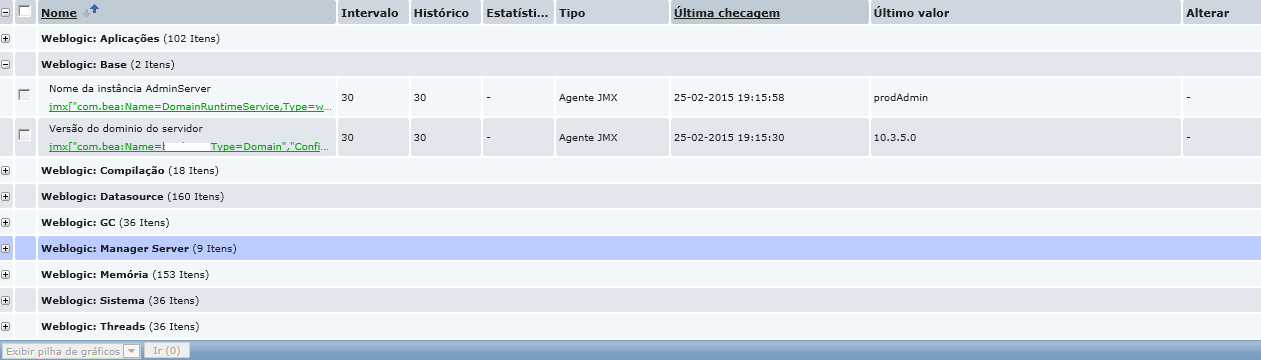 Nome Intervalo Histórico Estatísti... Tipo Última checagem Último valor Alterar
Weblogic: Aplicações (102 Itens)
Weblogic: Base (2 Itens)
Nome da instância AdminServer
jmx["com.bea:Name=DomainRuntimeService,Type=w... 30 30 - Agente JMX 25-02-2015 19:15:58 prodAdmin -
Versão do dominio do servidor
jmx["com.bea:Name= Type=Domain","Confi... 30 30 - Agente JMX 25-02-2015 19:15:30 10.3.5.0 -
Weblogic: Compilação (18 Itens)
Weblogic: Datasource (160 Itens)
Weblogic: GC (36 Itens)
Weblogic: Manager Server (9 Itens)
Weblogic: Memória (153 Itens)
Weblogic: Sistema (36 Itens)
Weblogic: Threads (36 Itens)
Exibir pilha de gráficos Ir (0)